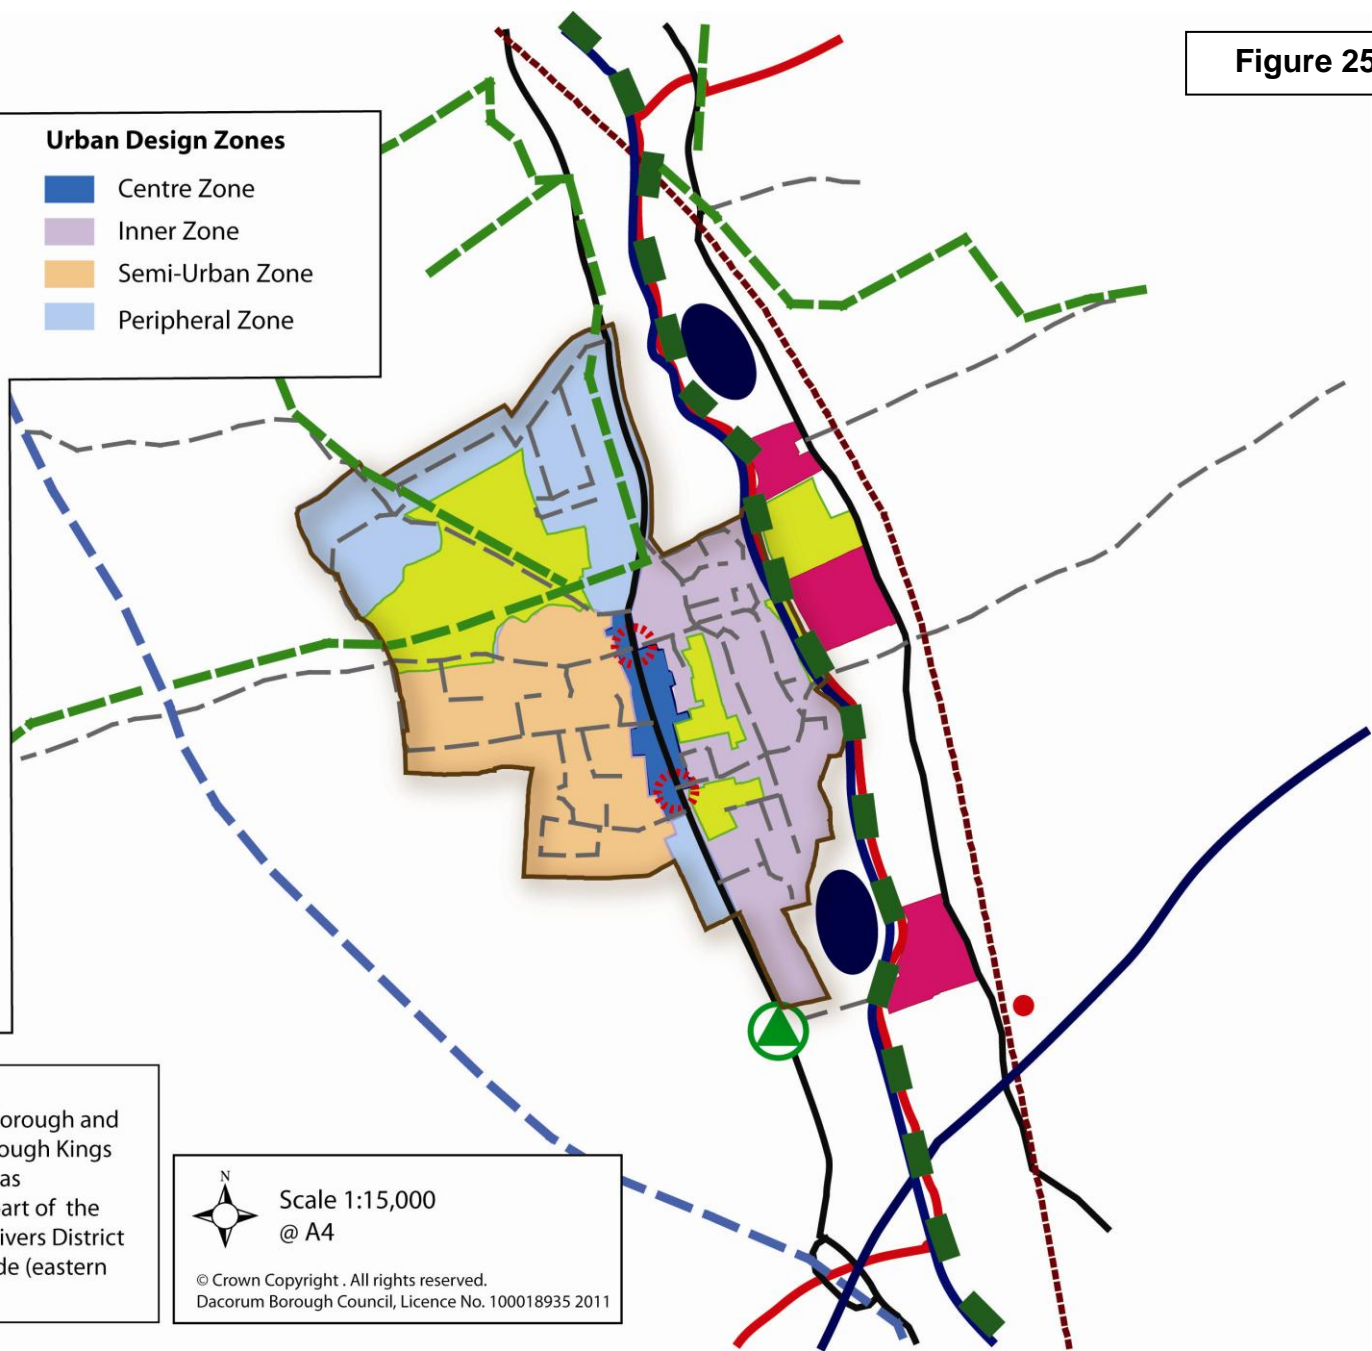 Figure 25
Urban Design Zones
Centre Zone
Inner Zone
Semi-Urban Zone
Peripheral Zone
orough and
ough Kings
as
art of the
ivers District
de (eastern
N
Scale 1:15,000
@ A4
© Crown Copyright . All rights reserved.
Dacorum Borough Council, Licence No. 100018935 2011